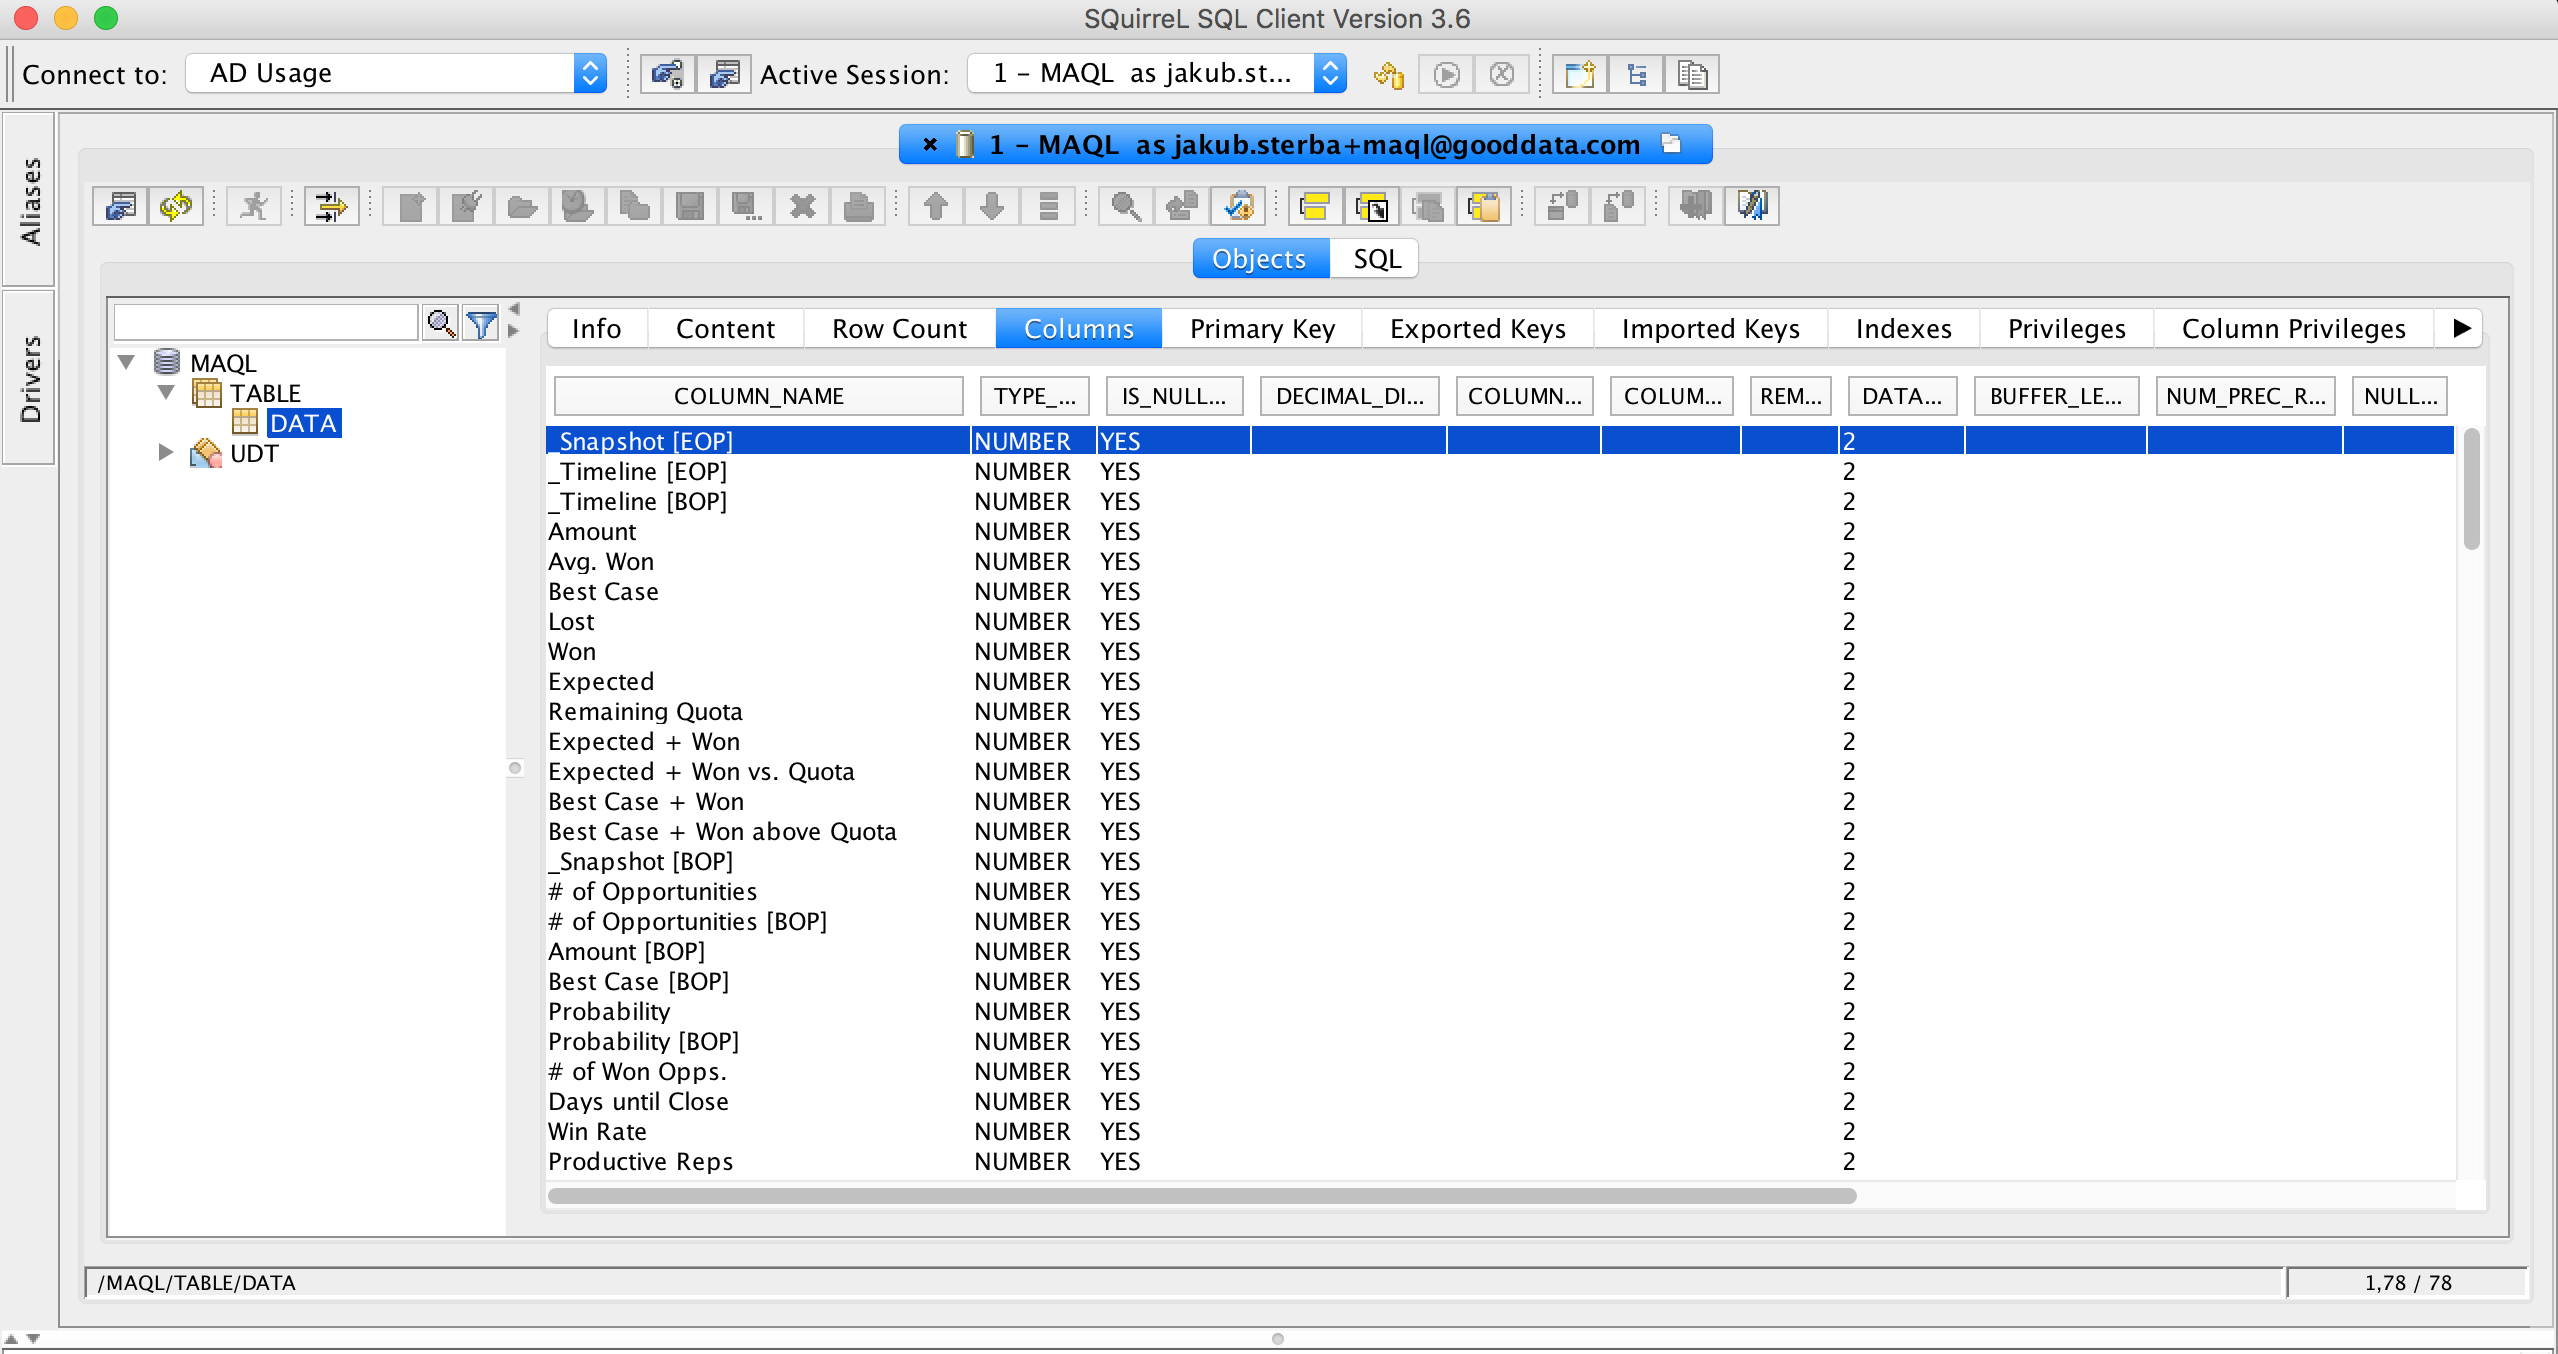 SQuirreL SQL Client Version 3.6
Connect to: AD Usage Active Session: 1 – MAQL as jakub.st...
Aliases
Drivers
1 – MAQL as jakub.sterba+maql@gooddata.com
Objects SQL
Info Content Row Count Columns Primary Key Exported Keys Imported Keys Indexes Privileges Column Privileges
MAQL
TABLE
DATA
UDT
COLUMN_NAME TYPE_... IS_NULL... DECIMAL_DI... COLUMN... COLUM... REM... DATA... BUFFER_LE... NUM_PREC_R... NULL...
_Snapshot [EOP] NUMBER YES 2
_Timeline [EOP] NUMBER YES 2
_Timeline [BOP] NUMBER YES 2
Amount NUMBER YES 2
Avg. Won NUMBER YES 2
Best Case NUMBER YES 2
Lost NUMBER YES 2
Won NUMBER YES 2
Expected NUMBER YES 2
Remaining Quota NUMBER YES 2
Expected + Won NUMBER YES 2
Expected + Won vs. Quota NUMBER YES 2
Best Case + Won NUMBER YES 2
Best Case + Won above Quota NUMBER YES 2
_Snapshot [BOP] NUMBER YES 2
# of Opportunities NUMBER YES 2
# of Opportunities [BOP] NUMBER YES 2
Amount [BOP] NUMBER YES 2
Best Case [BOP] NUMBER YES 2
Probability NUMBER YES 2
Probability [BOP] NUMBER YES 2
# of Won Opps. NUMBER YES 2
Days until Close NUMBER YES 2
Win Rate NUMBER YES 2
Productive Reps NUMBER YES 2
/MAQL/TABLE/DATA 1,78 / 78